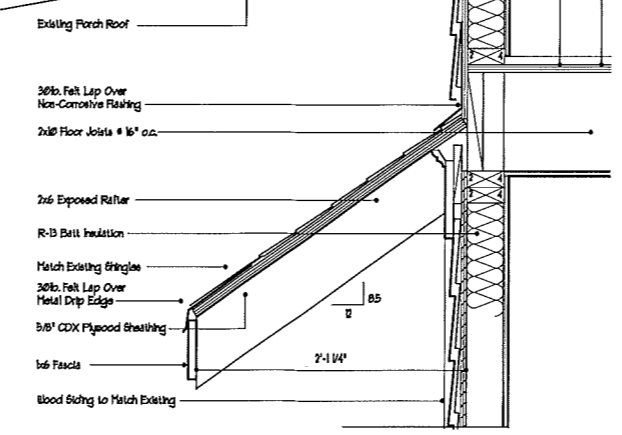 Existing Porch Roof
30lb. Felt Lap Over
Non-Corrosive Flashing
2x10 Floor Joists @ 16" o.c.
2x6 Exposed Rafter
R-13 Batt Insulation
Match Existing Shingles
30lb. Felt Lap Over
Metal Drip Edge
5/8" CDX Plywood Sheathing
1x6 Fascia
Wood Siding to Match Existing
8.5
12
2'-1 1/4"